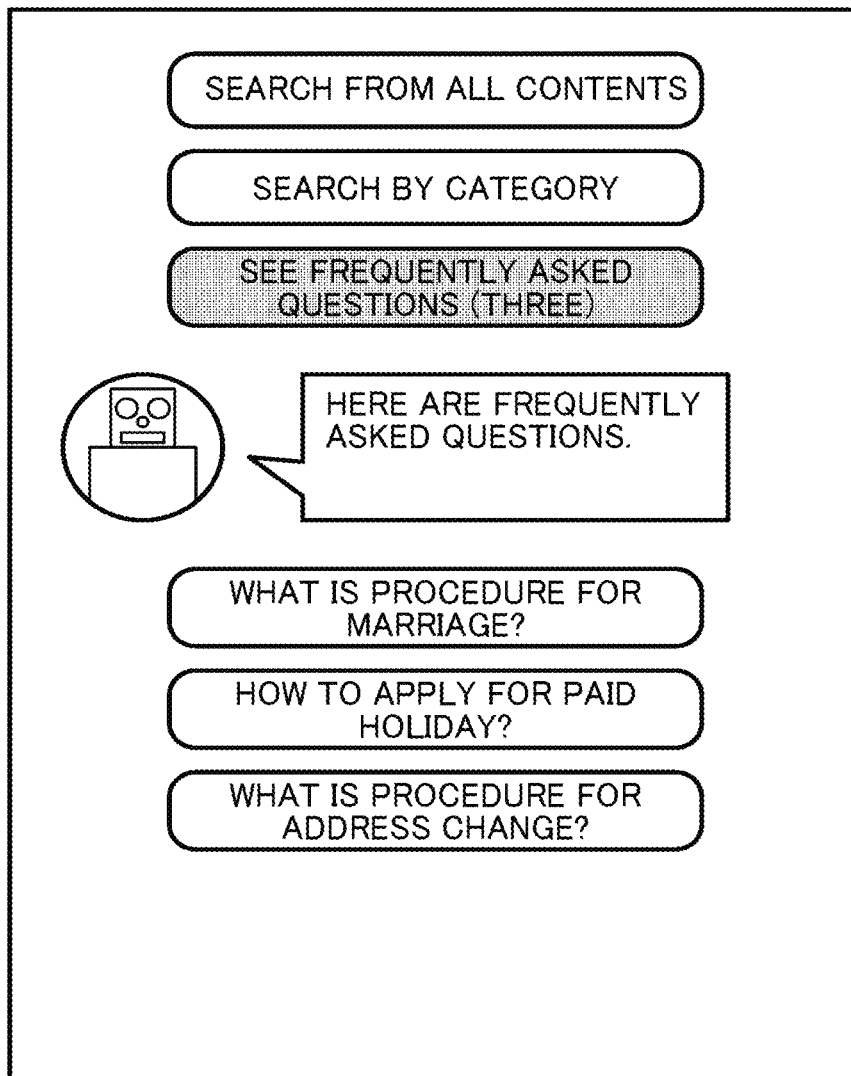 SEARCH FROM ALL CONTENTS
SEARCH BY CATEGORY
SEE FREQUENTLY ASKED
QUESTIONS (THREE)
HERE ARE FREQUENTLY
ASKED QUESTIONS.
WHAT IS PROCEDURE FOR
MARRIAGE?
HOW TO APPLY FOR PAID
HOLIDAY?
WHAT IS PROCEDURE FOR
ADDRESS CHANGE?